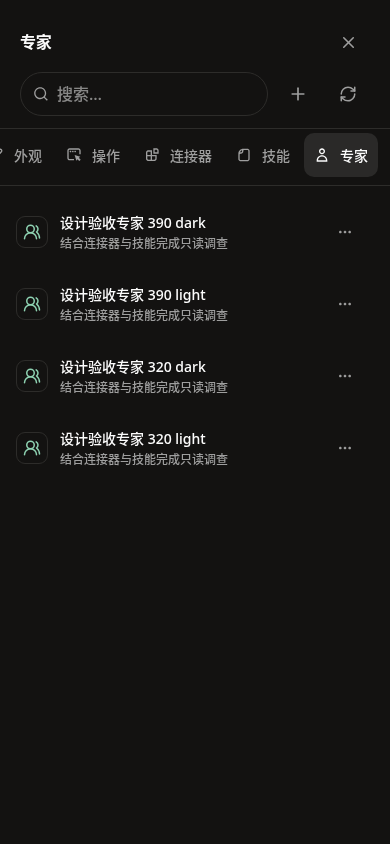 专家
搜索...
外观
操作
连接器
技能
专家
设计验收专家 390 dark
结合连接器与技能完成只读调查
设计验收专家 390 light
结合连接器与技能完成只读调查
设计验收专家 320 dark
结合连接器与技能完成只读调查
设计验收专家 320 light
结合连接器与技能完成只读调查